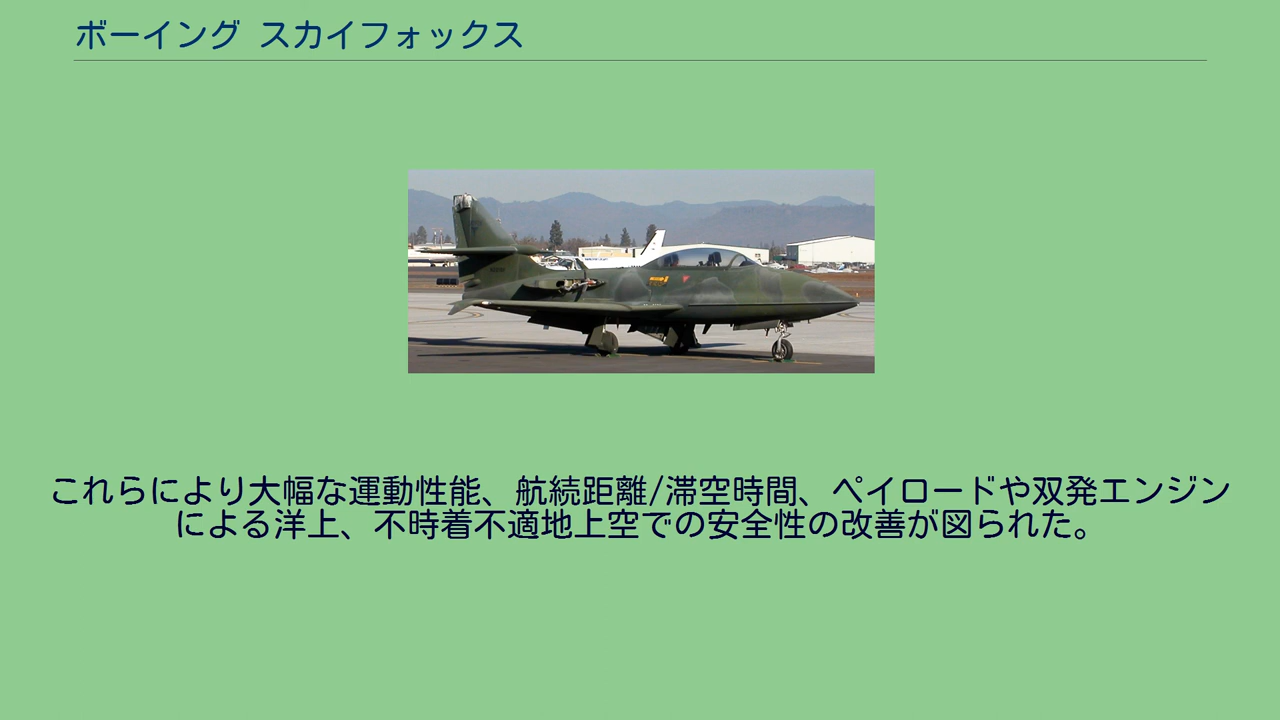 ボーイング スカイフォックス
これらにより大幅な運動性能、航続距離/滞空時間、ペイロードや双発エンジン
による洋上、不時着不適地上空での安全性の改善が図られた。